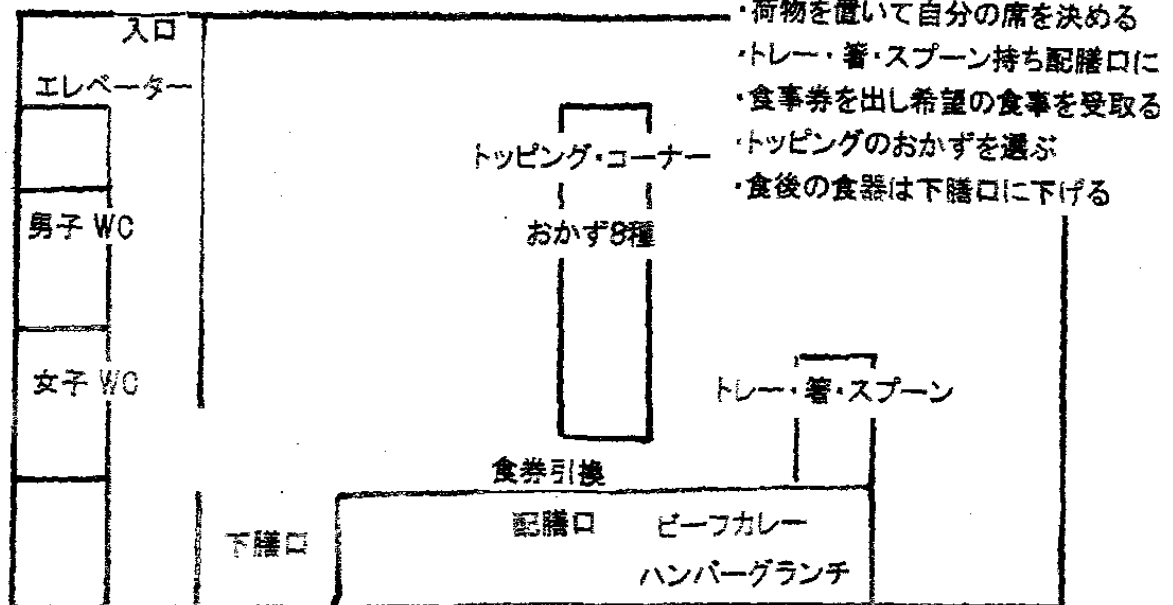 入口
エレベーター
男子 WC
女子 WC
・荷物を置いて自分の席を決める
・トレー・箸・スプーン持ち配膳口に
・食事券を出し希望の食事を受取る
・トッピングのおかずを選ぶ
・食後の食器は下膳口に下げる
トッピング・コーナー
おかず8種
トレー・箸・スプーン
食券引換
配膳口
ビーフカレー
ハンバーグランチ
下膳口